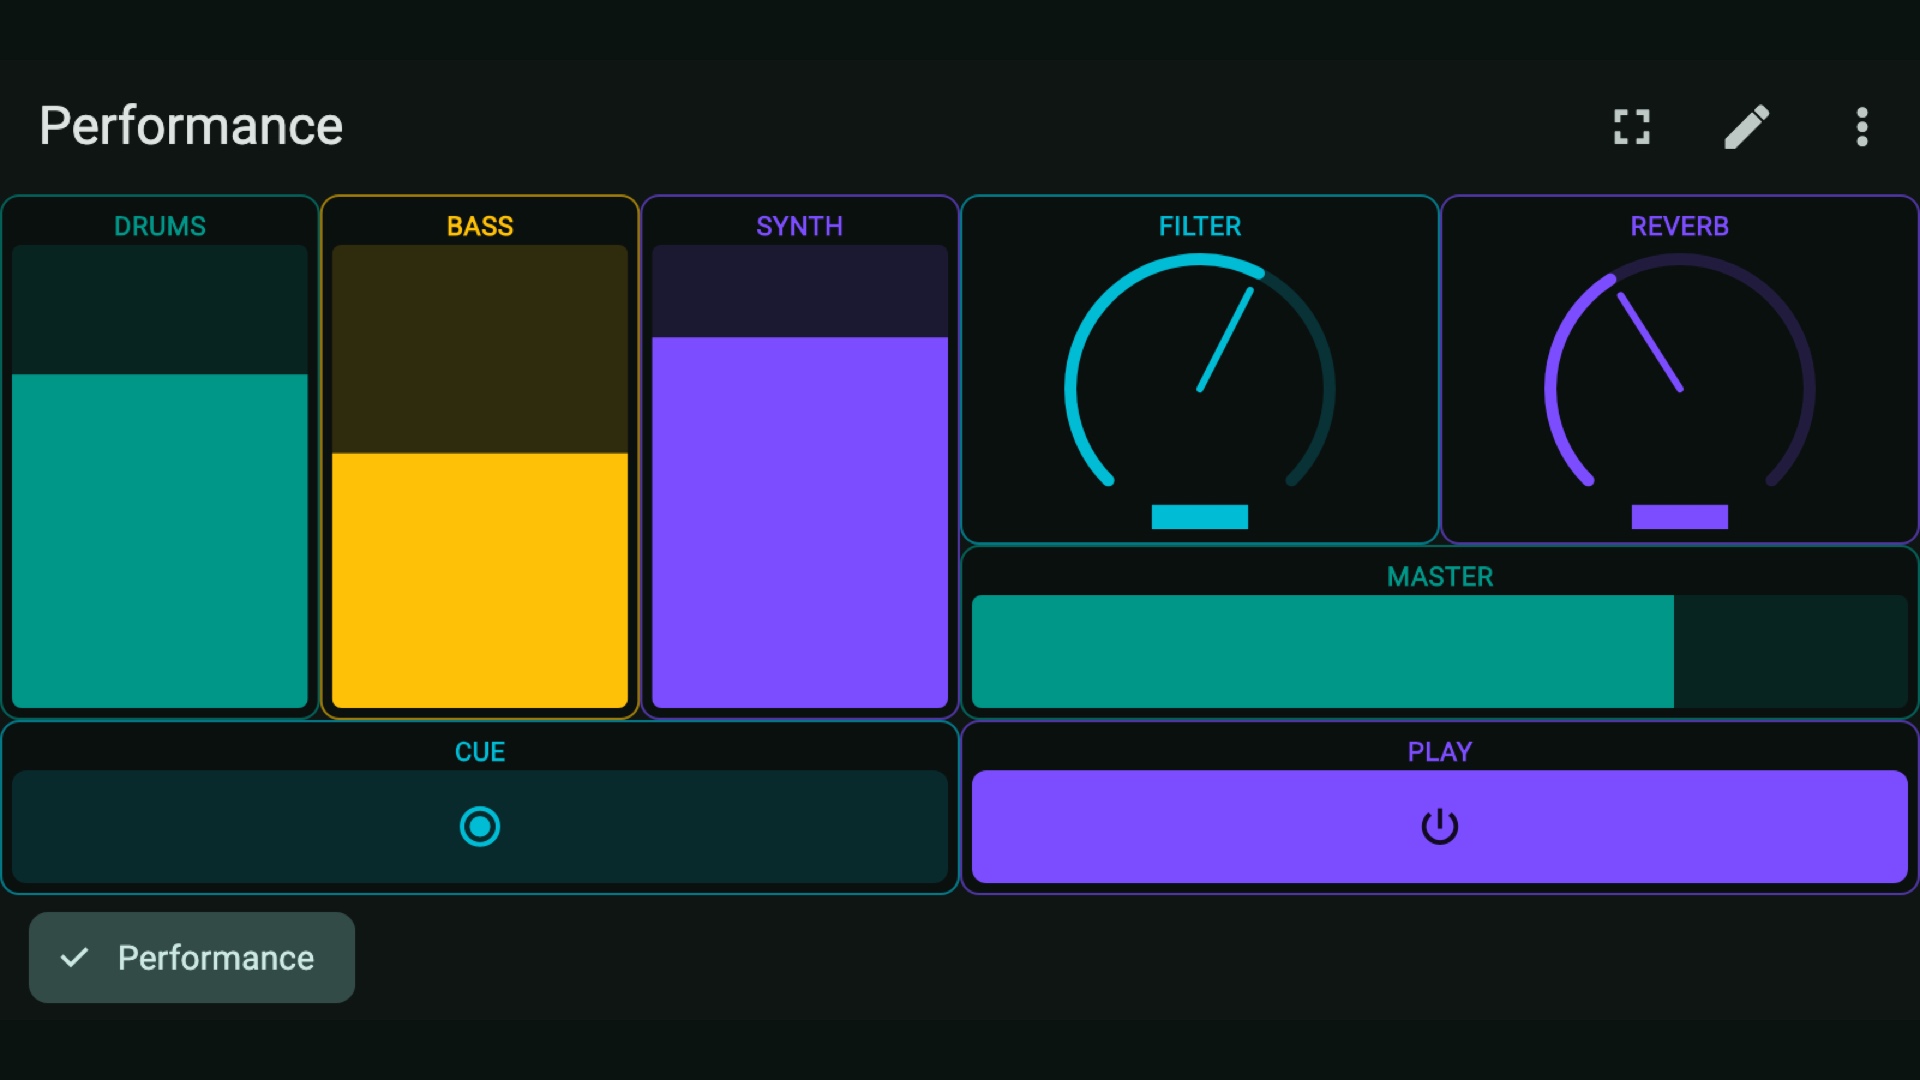 Performance
DRUMS
BASS
SYNTH
FILTER
REVERB
MASTER
CUE
PLAY
Performance